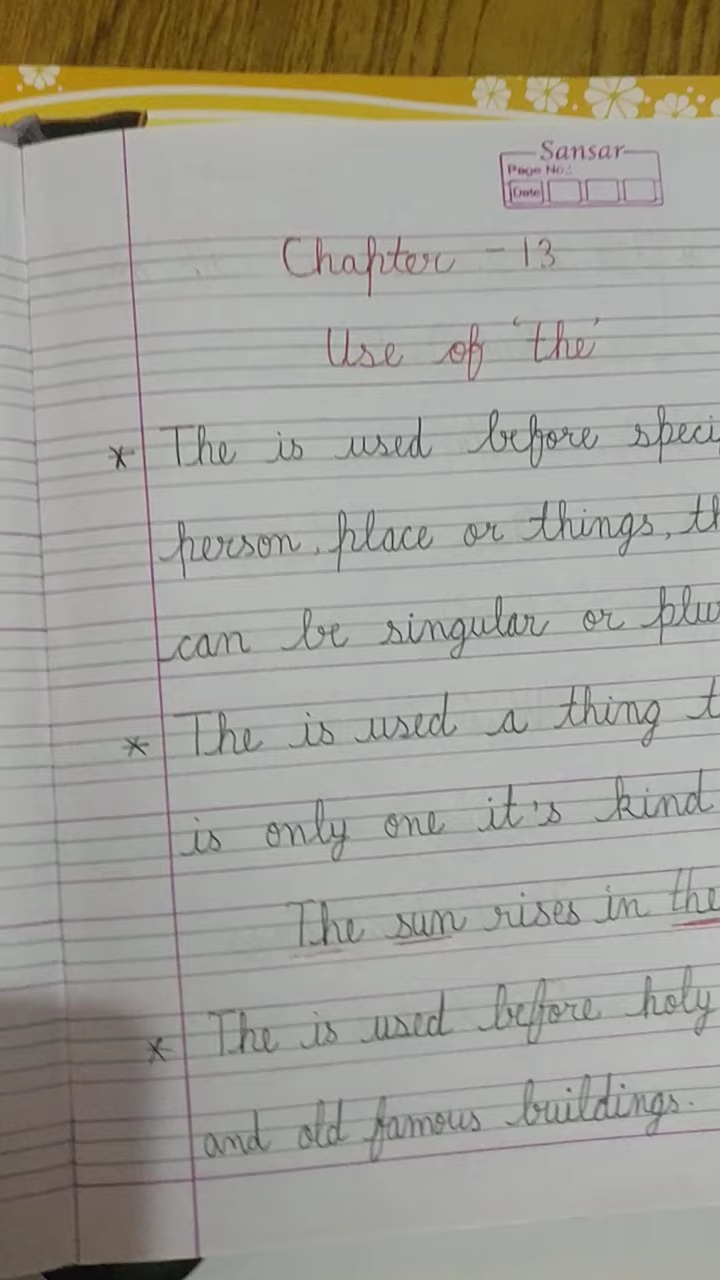 Sansar
Page No.:
Date
Chapter - 13
Use of 'the'
* The is used before speci
person, place or things, th
can be singular or plu
* The is used a thing t
is only one it's kind
The sun rises in the
* The is used before holy
and old famous buildings.